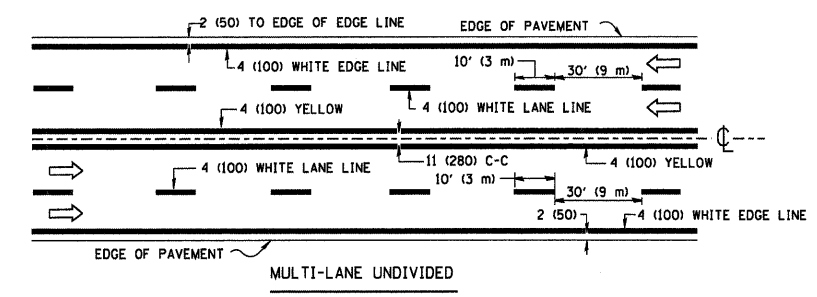 2 (50) TO EDGE OF EDGE LINE
EDGE OF PAVEMENT
4 (100) WHITE EDGE LINE
10' (3 m)
30' (9 m)
4 (100) YELLOW
4 (100) WHITE LANE LINE
4 (100) WHITE LANE LINE
11 (280) C-C
4 (100) YELLOW
CL
10' (3 m)
30' (9 m)
2 (50)
4 (100) WHITE EDGE LINE
EDGE OF PAVEMENT
MULTI-LANE UNDIVIDED